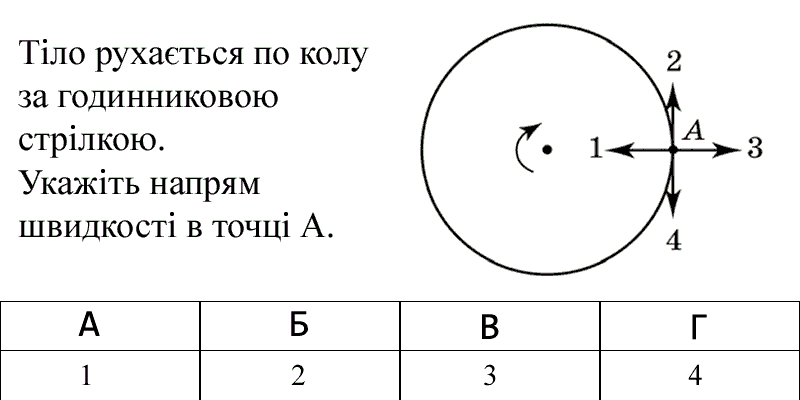 Тіло рухається по колу
за годинниковою
стрілкою.
Укажіть напрям
швидкості в точці А.
2
1
A
3
4
А Б В Г
1 2 3 4